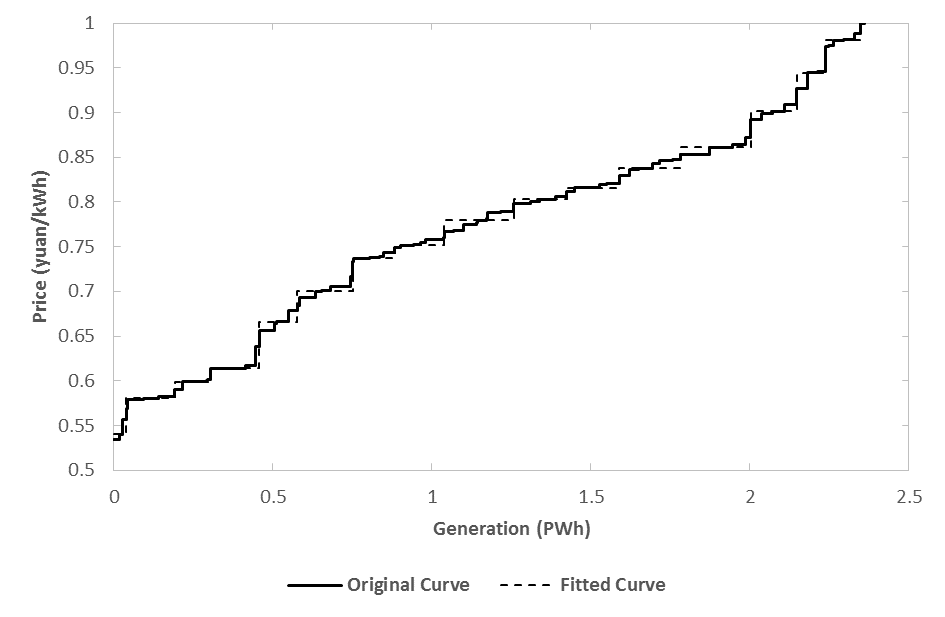 1
0.95
0.9
0.85
0.8
0.75
0.7
0.65
0.6
0.55
0.5
Price (yuan/kWh)
0 0.5 1 1.5 2 2.5
Generation (PWh)
Original Curve Fitted Curve